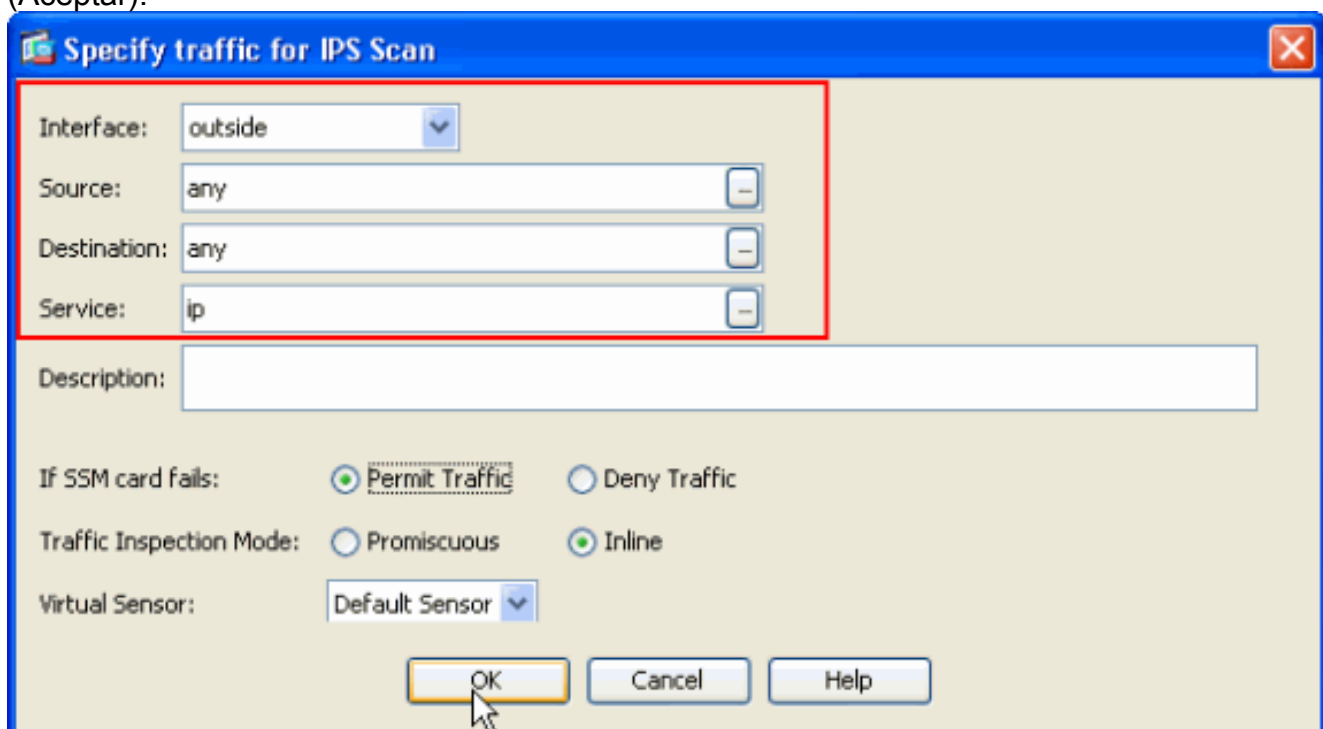 (Aceptar).
Specify traffic for IPS Scan
Interface: outside
Source: any
Destination: any
Service: ip
Description:
If SSM card fails: Permit Traffic Deny Traffic
Traffic Inspection Mode: Promiscuous Inline
Virtual Sensor: Default Sensor
OK Cancel Help